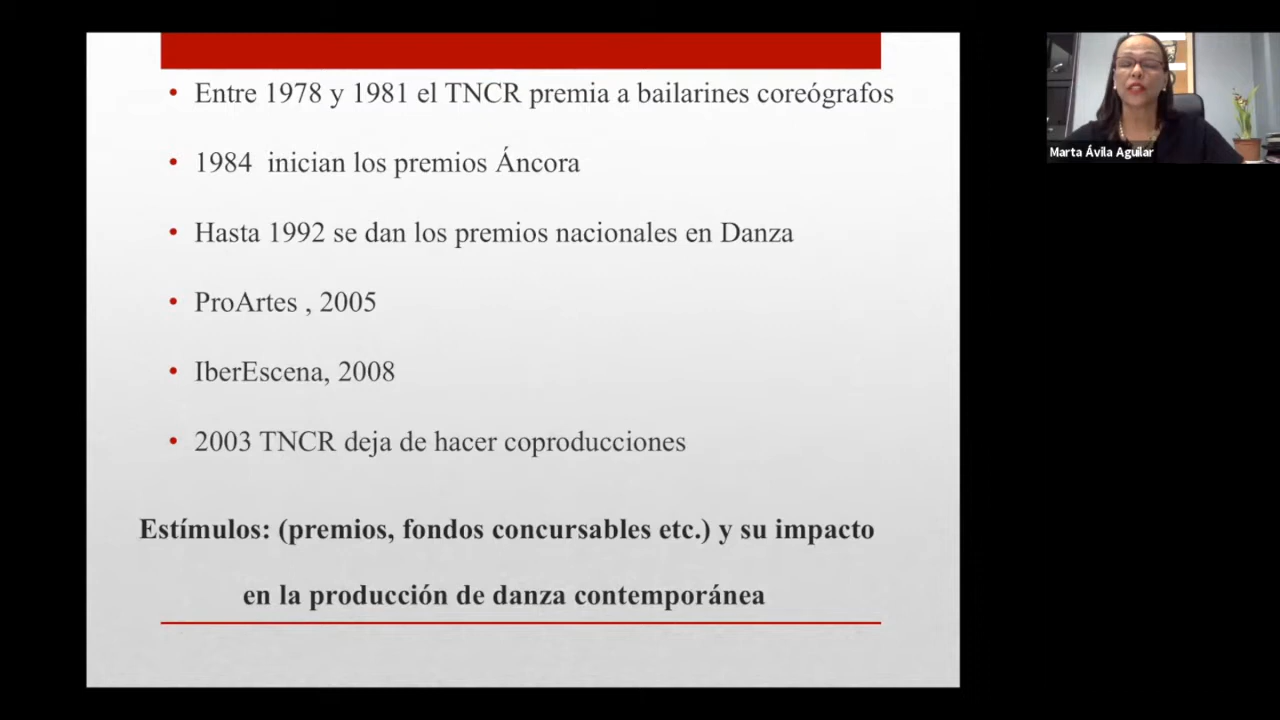 • Entre 1978 y 1981 el TNCR premia a bailarines coreógrafos
• 1984 inician los premios Áncora
• Hasta 1992 se dan los premios nacionales en Danza
• ProArtes , 2005
• IberEscena, 2008
• 2003 TNCR deja de hacer coproducciones
Estímulos: (premios, fondos concursables etc.) y su impacto
en la producción de danza contemporánea
Marta Ávila Aguilar